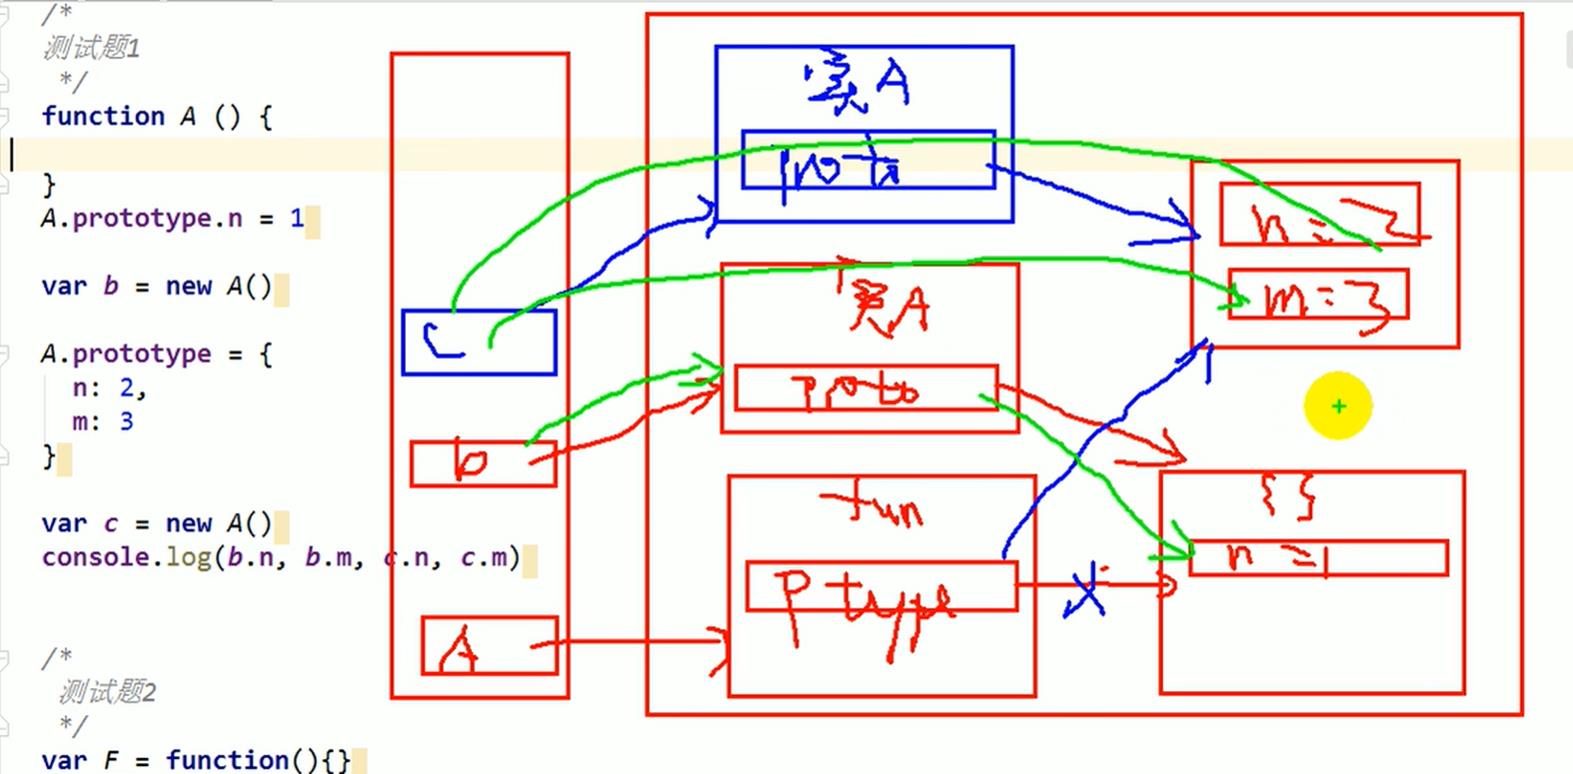 /*
测试题1
*/
function A () {
}
A.prototype.n = 1
var b = new A()
A.prototype = {
n: 2,
m: 3
}
var c = new A()
console.log(b.n, b.m, c.n, c.m)
/*
测试题2
*/
var F = function(){}
实A
proto
n = 2
m = 3
C
实A
proto
b
fun
P type
{}
n = 1
A